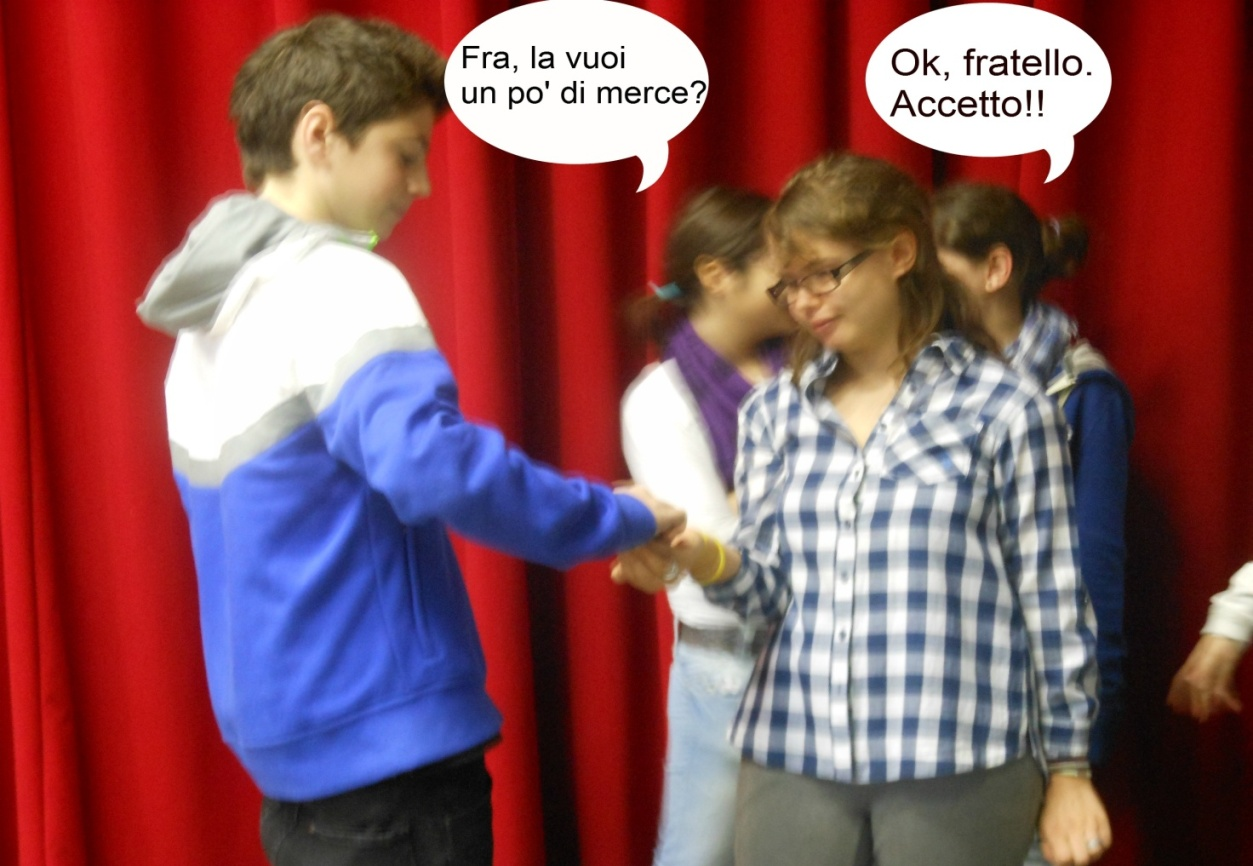 Fra, la vuoi
un po' di merce?
Ok, fratello.
Accetto!!